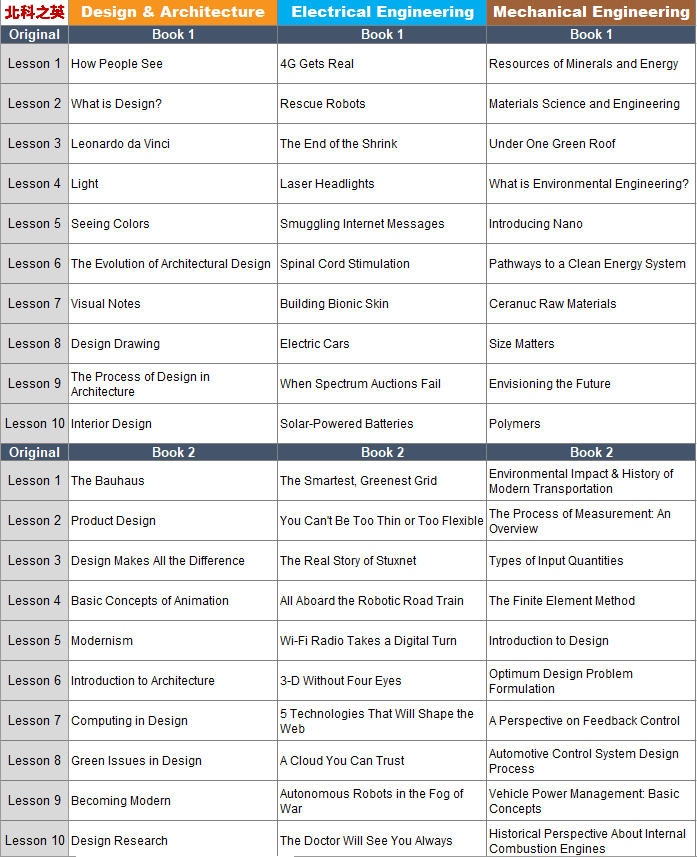 北科之英 Design & Architecture Electrical Engineering Mechanical Engineering
Original Book 1 Book 1 Book 1
Lesson 1 How People See 4G Gets Real Resources of Minerals and Energy
Lesson 2 What is Design? Rescue Robots Materials Science and Engineering
Lesson 3 Leonardo da Vinci The End of the Shrink Under One Green Roof
Lesson 4 Light Laser Headlights What is Environmental Engineering?
Lesson 5 Seeing Colors Smuggling Internet Messages Introducing Nano
Lesson 6 The Evolution of Architectural Design Spinal Cord Stimulation Pathways to a Clean Energy System
Lesson 7 Visual Notes Building Bionic Skin Ceranuc Raw Materials
Lesson 8 Design Drawing Electric Cars Size Matters
Lesson 9 The Process of Design in
Architecture When Spectrum Auctions Fail Envisioning the Future
Lesson 10 Interior Design Solar-Powered Batteries Polymers
Original Book 2 Book 2 Book 2
Lesson 1 The Bauhaus The Smartest, Greenest Grid Environmental Impact & History of
Modern Transportation
Lesson 2 Product Design You Can't Be Too Thin or Too Flexible The Process of Measurement: An
Overview
Lesson 3 Design Makes All the Difference The Real Story of Stuxnet Types of Input Quantities
Lesson 4 Basic Concepts of Animation All Aboard the Robotic Road Train The Finite Element Method
Lesson 5 Modernism Wi-Fi Radio Takes a Digital Turn Introduction to Design
Lesson 6 Introduction to Architecture 3-D Without Four Eyes Optimum Design Problem
Formulation
Lesson 7 Computing in Design 5 Technologies That Will Shape the
Web A Perspective on Feedback Control
Lesson 8 Green Issues in Design A Cloud You Can Trust Automotive Control System Design
Process
Lesson 9 Becoming Modern Autonomous Robots in the Fog of
War Vehicle Power Management: Basic
Concepts
Lesson 10 Design Research The Doctor Will See You Always Historical Perspective About Internal
Combustion Engines